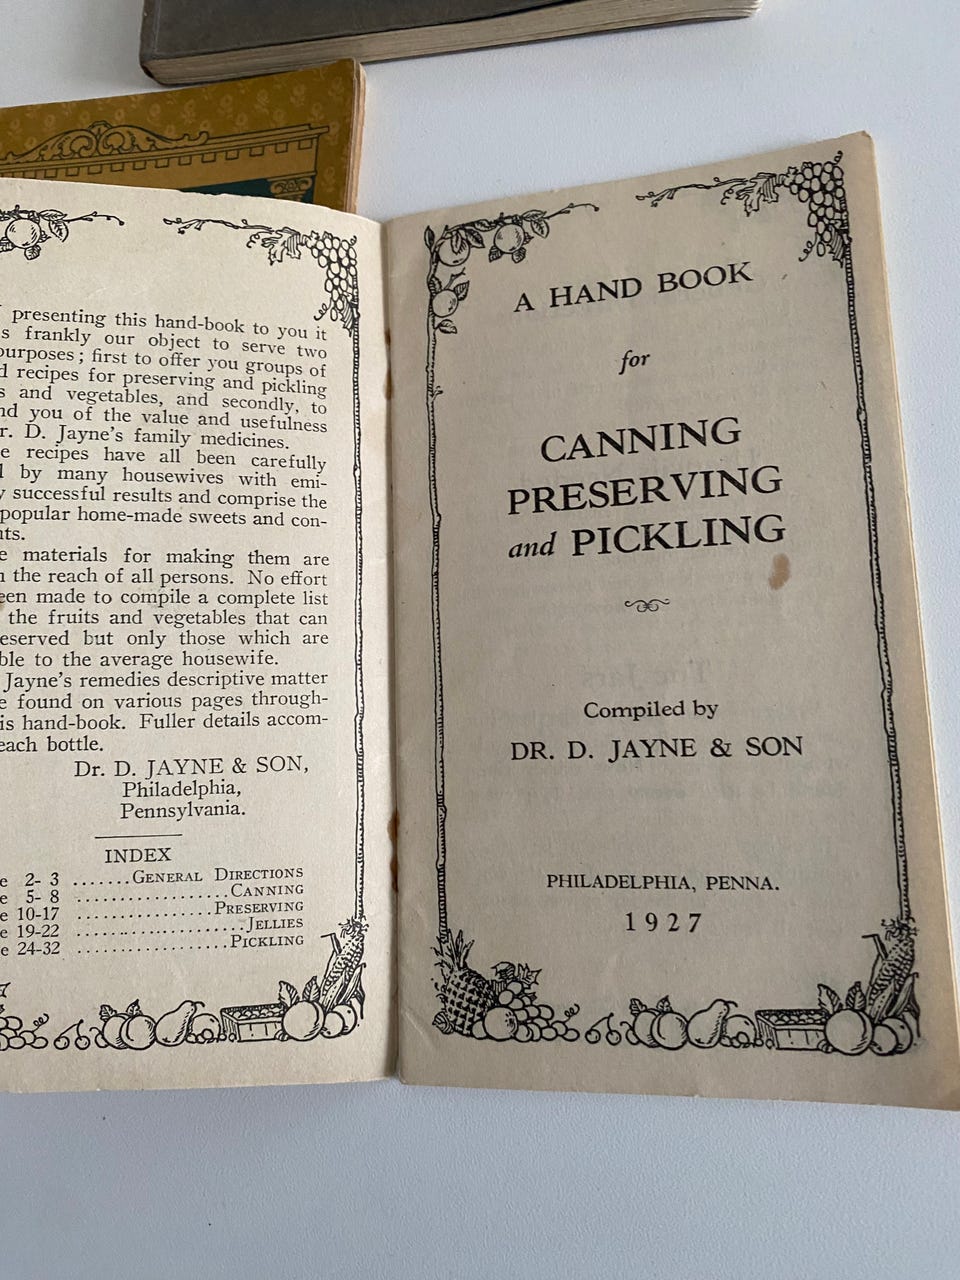 presenting this hand-book to you it
s frankly our object to serve two
urposes; first to offer you groups of
d recipes for preserving and pickling
s and vegetables, and secondly, to
nd you of the value and usefulness
r. D. Jayne's family medicines.
e recipes have all been carefully
l by many housewives with emi-
y successful results and comprise the
popular home-made sweets and con-
ts.
e materials for making them are
n the reach of all persons. No effort
een made to compile a complete list
the fruits and vegetables that can
eserved but only those which are
ble to the average housewife.
Jayne's remedies descriptive matter
e found on various pages through-
is hand-book. Fuller details accom-
each bottle.
Dr. D. JAYNE & SON,
Philadelphia,
Pennsylvania.
INDEX
e 2- 3 .......GENERAL DIRECTIONS
e 5- 8 ..................CANNING
e 10-17 ................PRESERVING
e 19-22 ....................JELLIES
e 24-32 ..................PICKLING
A HAND BOOK
for
CANNING
PRESERVING
and PICKLING
Compiled by
DR. D. JAYNE & SON
PHILADELPHIA, PENNA.
1927